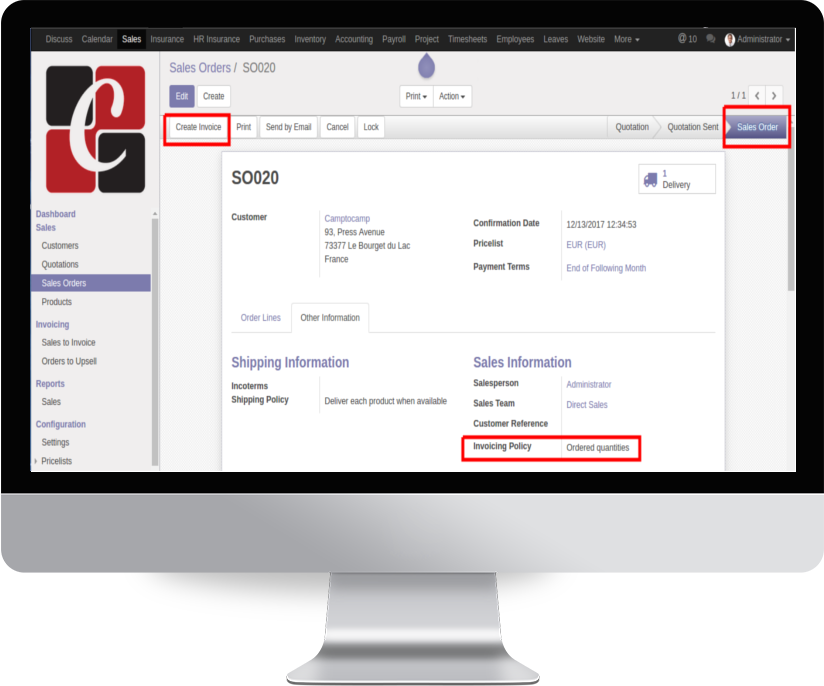 Discuss Calendar Sales Insurance HR Insurance Purchases Inventory Accounting Payroll Project Timesheets Employees Leaves Website More @ 10 Administrator
Sales Orders / SO020
Edit Create Print Action 1 / 1
Create Invoice Print Send by Email Cancel Lock Quotation Quotation Sent Sales Order
C
SO020
1
Delivery
Customer
Camptocamp
93, Press Avenue
73377 Le Bourget du Lac
France
Confirmation Date 12/13/2017 12:34:53
Pricelist EUR (EUR)
Payment Terms End of Following Month
Order Lines Other Information
Shipping Information
Incoterms
Shipping Policy Deliver each product when available
Sales Information
Salesperson Administrator
Sales Team Direct Sales
Customer Reference
Invoicing Policy Ordered quantities
Dashboard
Sales
Customers
Quotations
Sales Orders
Products
Invoicing
Sales to Invoice
Orders to Upsell
Reports
Sales
Configuration
Settings
Pricelists